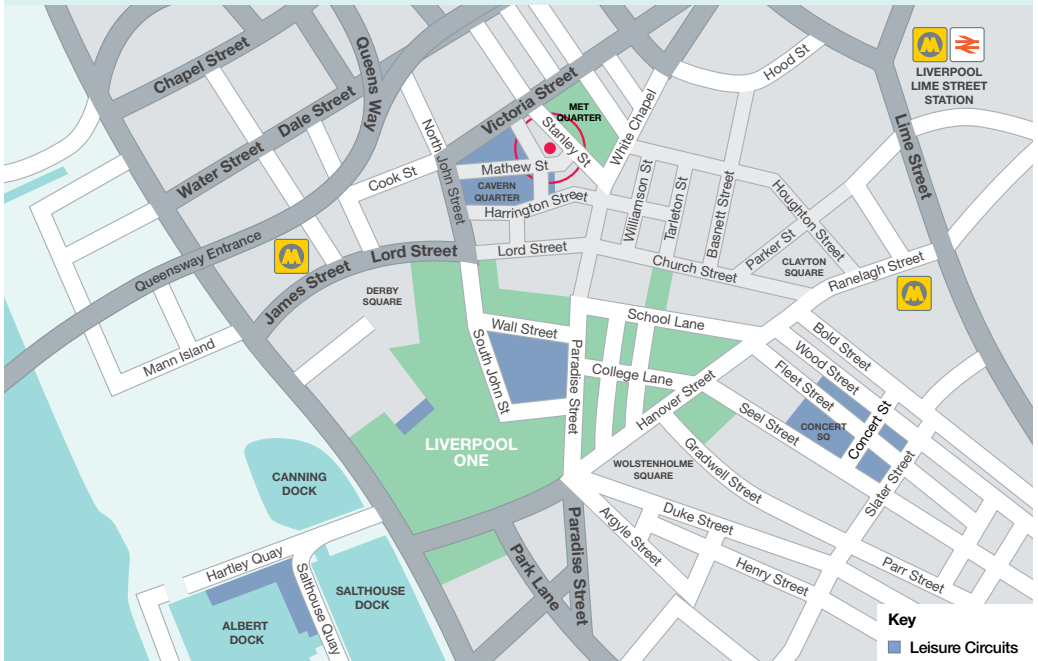 Chapel Street
Queens Way
Dale Street
Water Street
Victoria Street
MET
QUARTER
Stanley St
White Chapel
Hood St
M
M
LIVERPOOL
LIME STREET
STATION
Lime Street
North John Street
Cook St
Mathew St
CAVERN
QUARTER
Harrington Street
Williamson St
Tarleton St
Basnett Street
Houghton Street
Parker St
CLAYTON
SQUARE
Ranelagh Street
M
Queensway Entrance
James Street
Lord Street
Lord Street
Church Street
DERBY
SQUARE
Mann Island
Wall Street
South John St
Paradise Street
School Lane
College Lane
Hanover Street
Bold Street
Wood Street
Fleet Street
Concert St
CONCERT
SQ
Seel Street
Slater Street
LIVERPOOL
ONE
WOLSTENHOLME
SQUARE
Gradwell Street
CANNING
DOCK
Duke Street
Argyle Street
Henry Street
Parr Street
Paradise Street
Park Lane
Hartley Quay
Salthouse Quay
SALTHOUSE
DOCK
ALBERT
DOCK
Key
Leisure Circuits